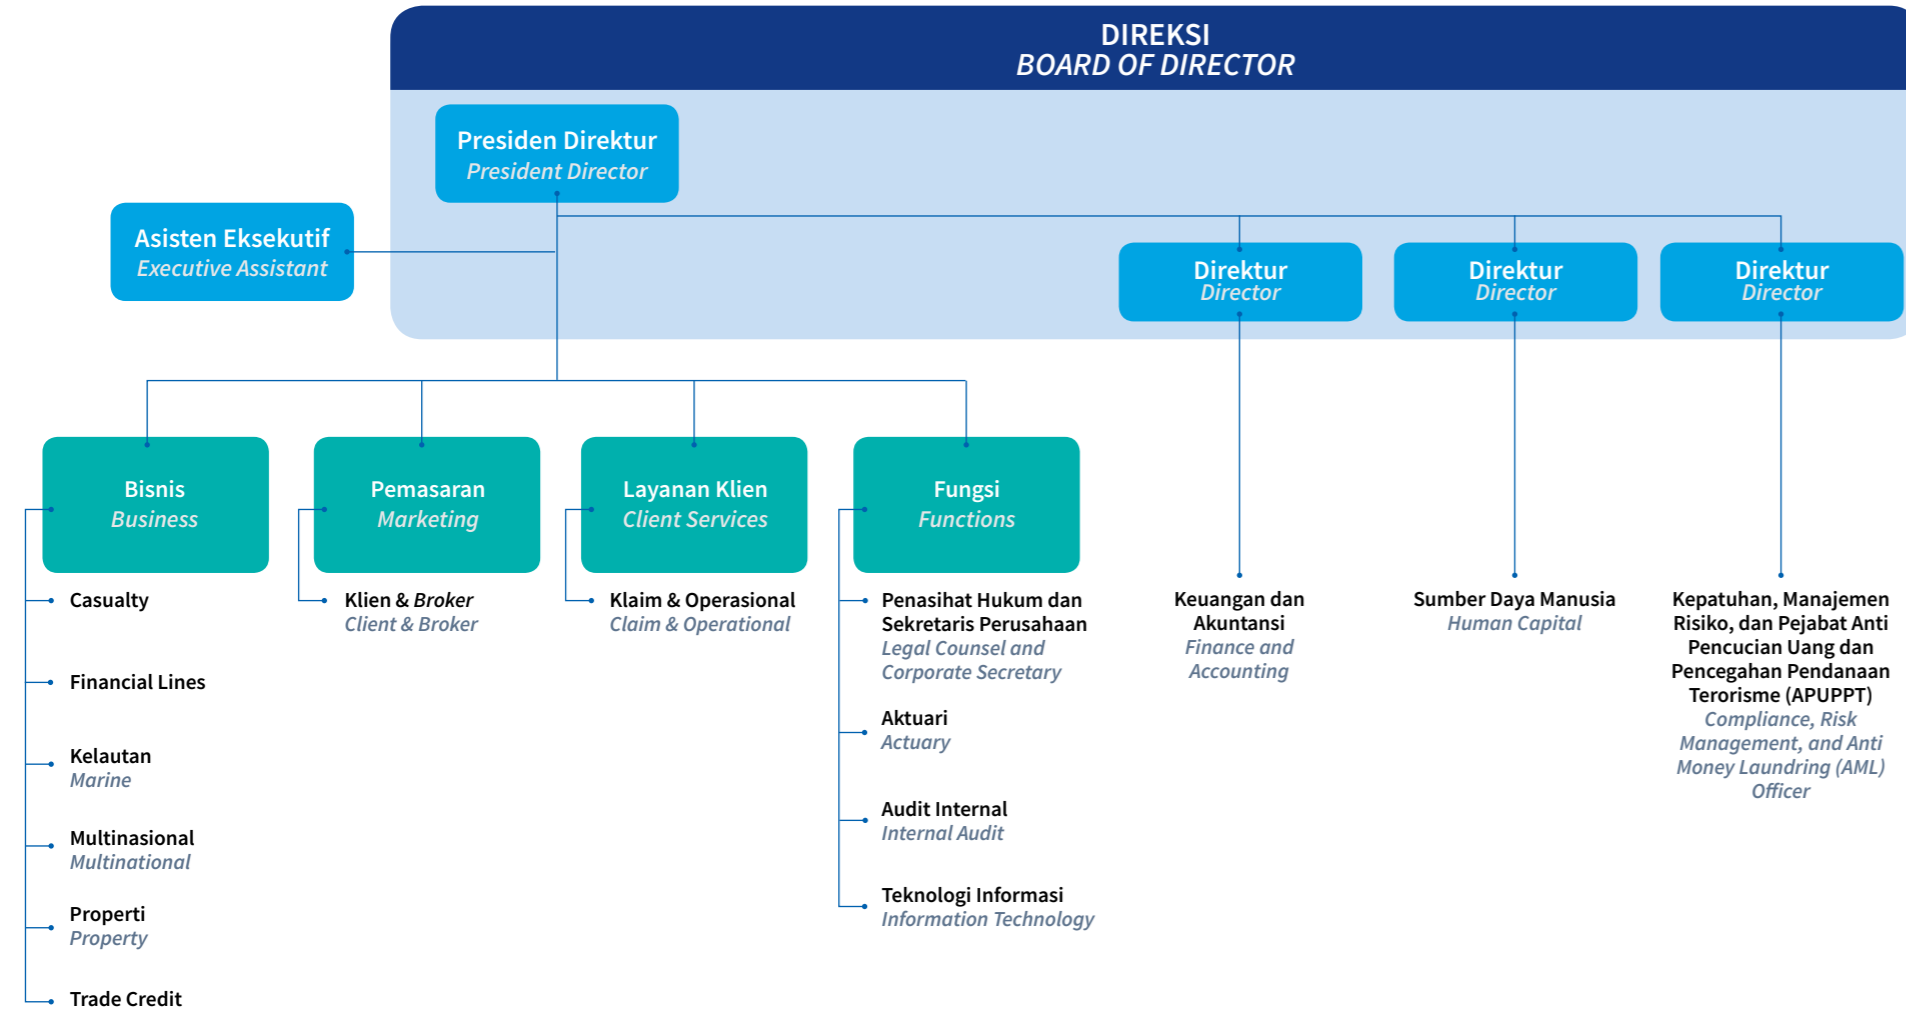 DIREKSI
BOARD OF DIRECTOR
Presiden Direktur
President Director
Asisten Eksekutif
Executive Assistant
Direktur
Director
Direktur
Director
Direktur
Director
Bisnis
Business
Casualty
Financial Lines
Kelautan
Marine
Multinasional
Multinational
Properti
Property
Trade Credit
Pemasaran
Marketing
Klien & Broker
Client & Broker
Layanan Klien
Client Services
Klaim & Operasional
Claim & Operational
Fungsi
Functions
Penasihat Hukum dan
Sekretaris Perusahaan
Legal Counsel and
Corporate Secretary
Aktuari
Actuary
Audit Internal
Internal Audit
Teknologi Informasi
Information Technology
Keuangan dan
Akuntansi
Finance and
Accounting
Sumber Daya Manusia
Human Capital
Kepatuhan, Manajemen
Risiko, dan Pejabat Anti
Pencucian Uang dan
Pencegahan Pendanaan
Terorisme (APUPPT)
Compliance, Risk
Management, and Anti
Money Laundring (AML)
Officer